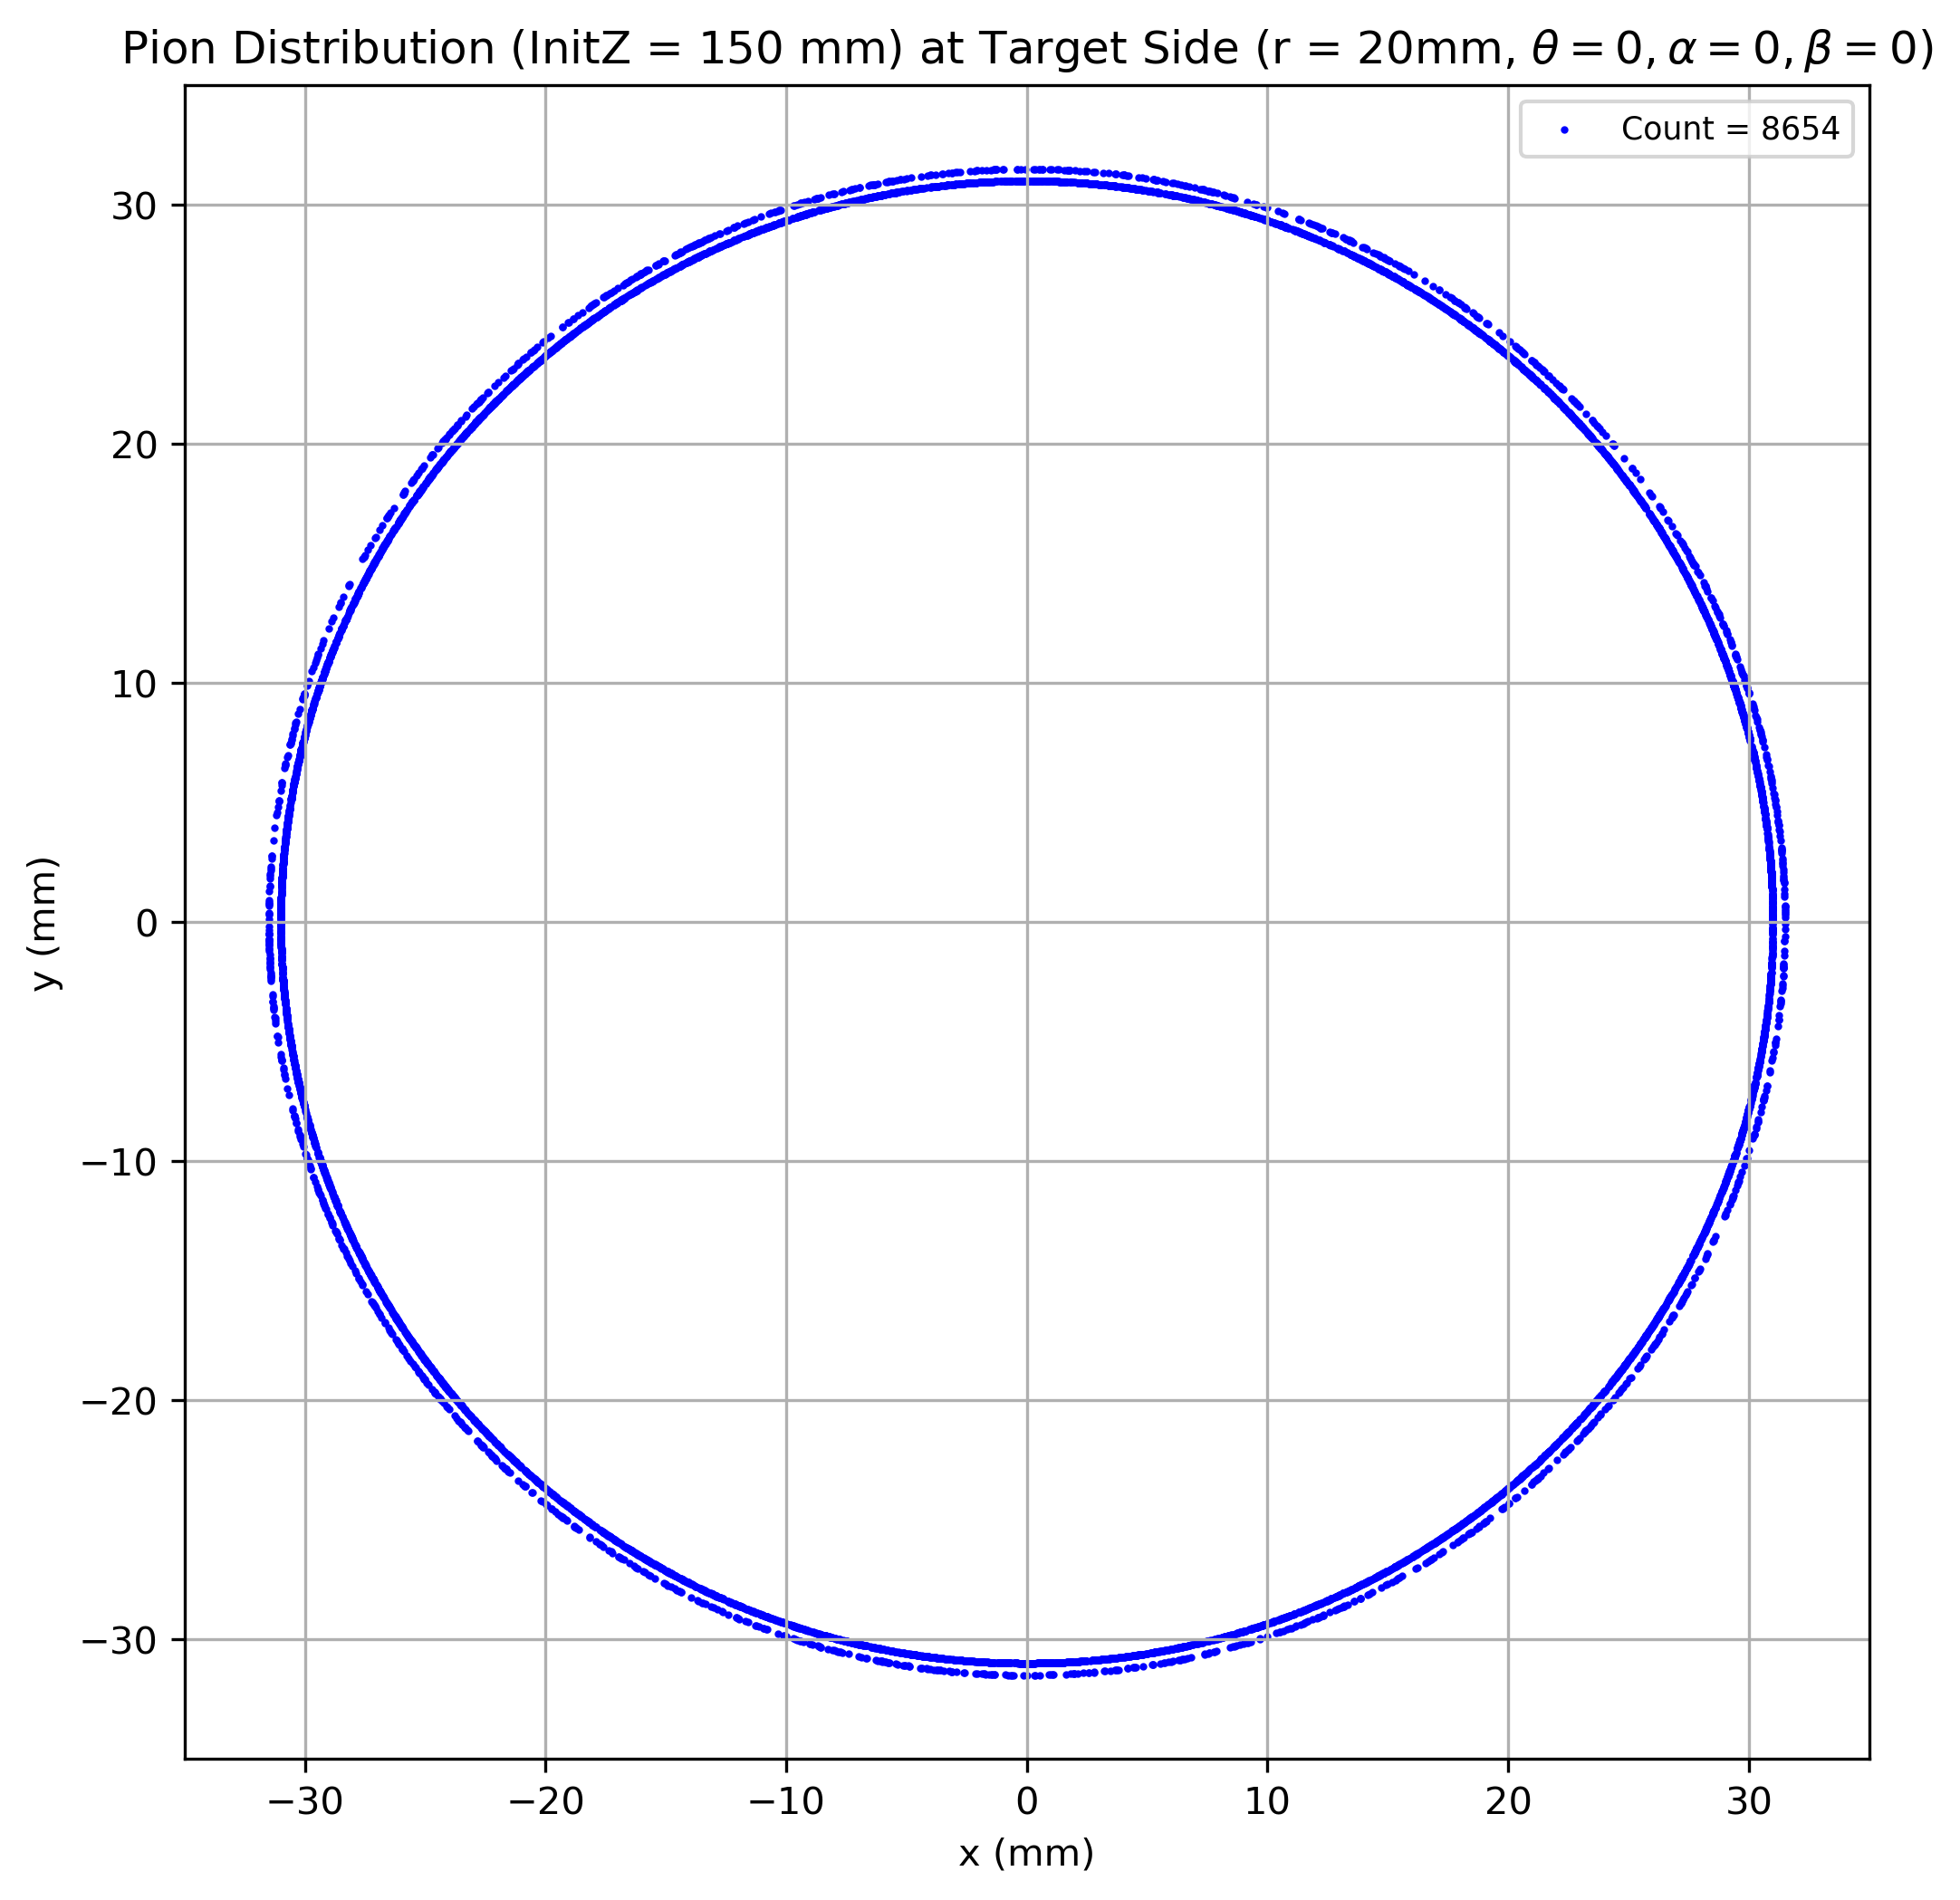 Pion Distribution (InitZ = 150 mm) at Target Side (r = 20mm, θ = 0, α = 0, β = 0)
Count = 8654
30
20
10
0
−10
−20
−30
y (mm)
−30 −20 −10 0 10 20 30
x (mm)